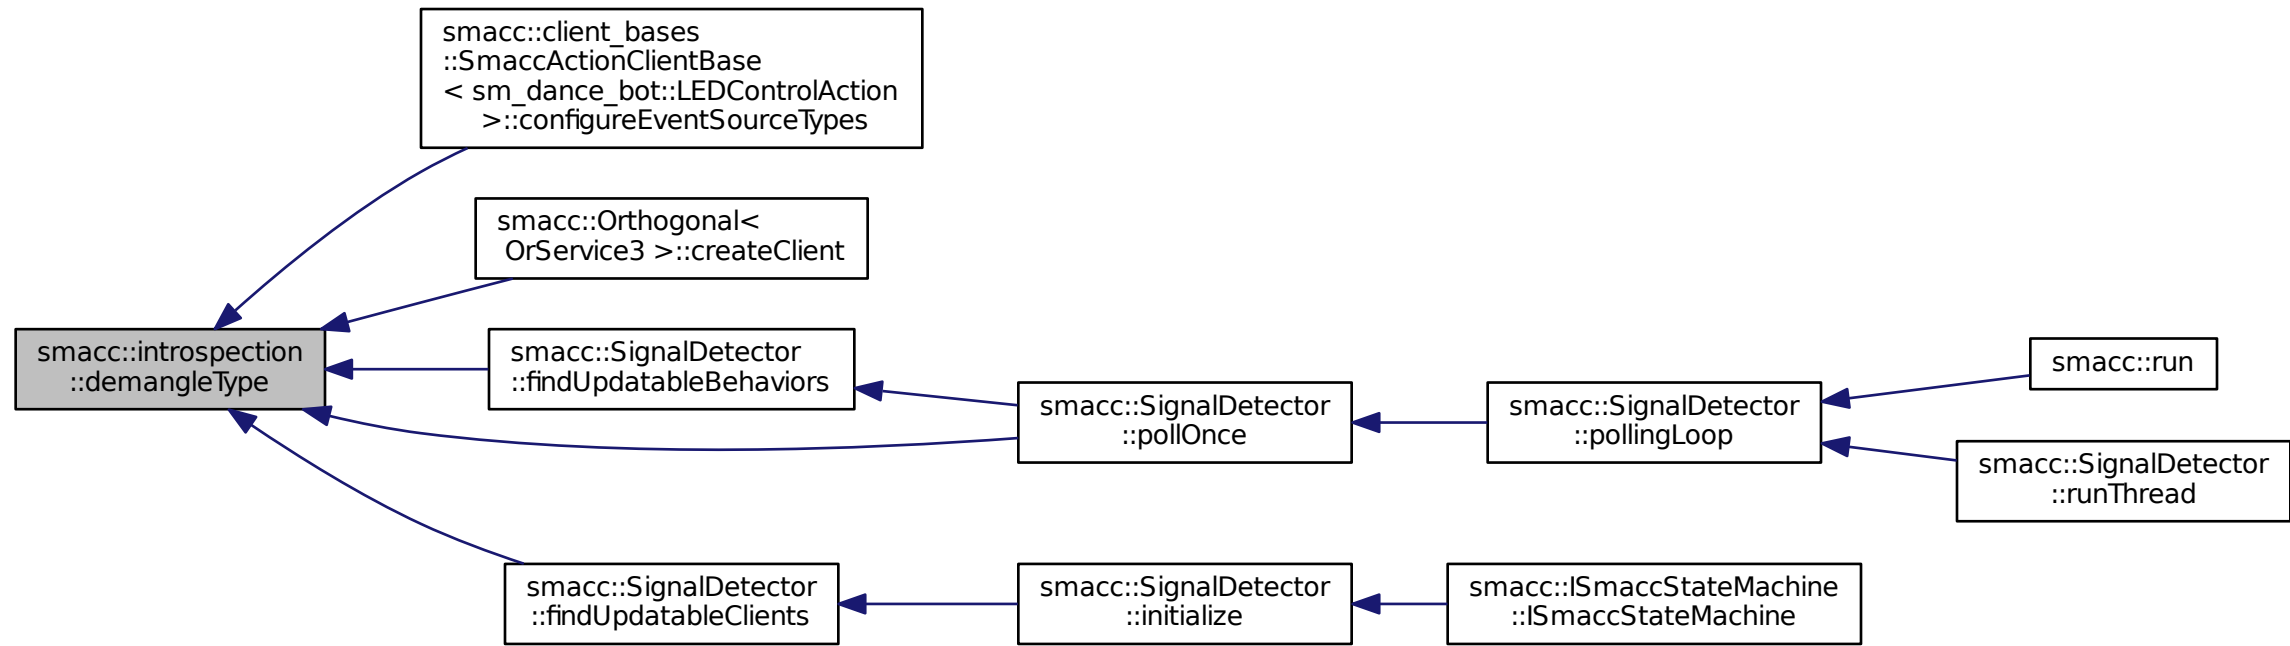 smacc::client_bases
::SmaccActionClientBase
< sm_dance_bot::LEDControlAction
>::configureEventSourceTypes
smacc::Orthogonal<
OrService3 >::createClient
smacc::introspection
::demangleType
smacc::SignalDetector
::findUpdatableBehaviors
smacc::SignalDetector
::pollOnce
smacc::SignalDetector
::pollingLoop
smacc::run
smacc::SignalDetector
::runThread
smacc::SignalDetector
::findUpdatableClients
smacc::SignalDetector
::initialize
smacc::ISmaccStateMachine
::ISmaccStateMachine